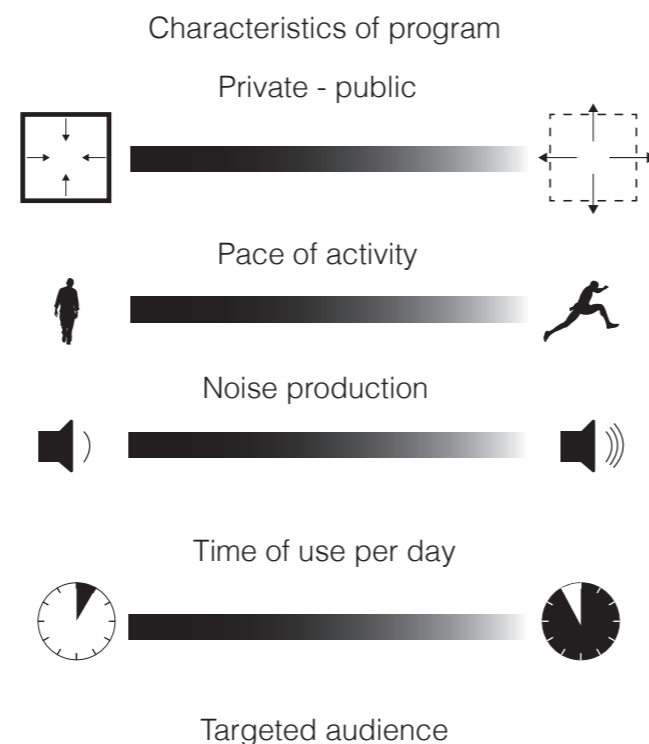 Characteristics of program
Private - public
Pace of activity
Noise production
Time of use per day
Targeted audience